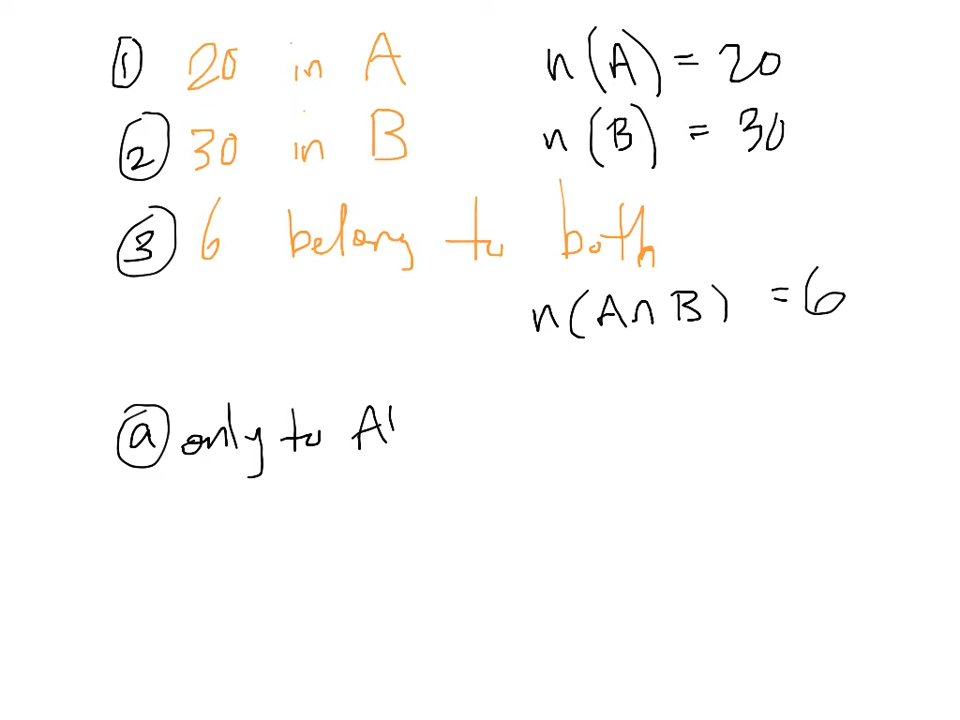 ① 20 in A n(A) = 20
② 30 in B n(B) = 30
③ 6 belong to both
n(A∩B) = 6
ⓐ only to A